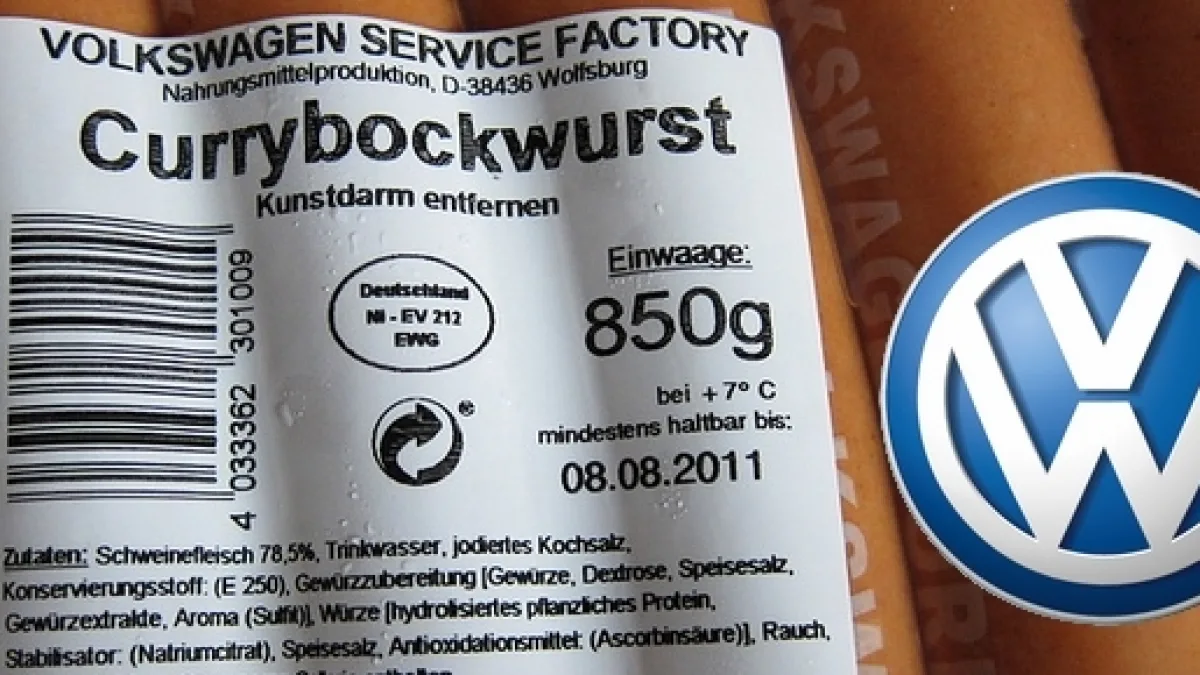 VOLKSWAGEN SERVICE FACTORY
Nahrungsmittelproduktion, D-38436 Wolfsburg
Currybockwurst
Kunstdarm entfernen
4 033362 301009
Deutschland
NI - EV 212
EWG
Einwaage:
850g
bei +7° C
mindestens haltbar bis:
08.08.2011
®
Zutaten: Schweinefleisch 78,5%, Trinkwasser, jodiertes Kochsalz,
Konservierungsstoff: (E 250), Gewürzzubereitung [Gewürze, Dextrose, Speisesalz,
Gewürzextrakte, Aroma (Sulfit)], Würze [hydrolisiertes pflanzliches Protein,
Stabilisator: (Natriumcitrat), Speisesalz, Antioxidationsmittel: (Ascorbinsäure)], Rauch,
VW